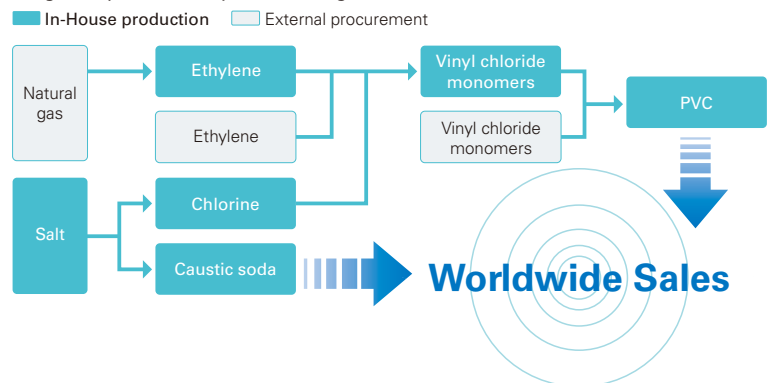 In-House production
External procurement
Natural
gas
Ethylene
Ethylene
Vinyl chloride
monomers
Vinyl chloride
monomers
PVC
Salt
Chlorine
Caustic soda
Worldwide Sales